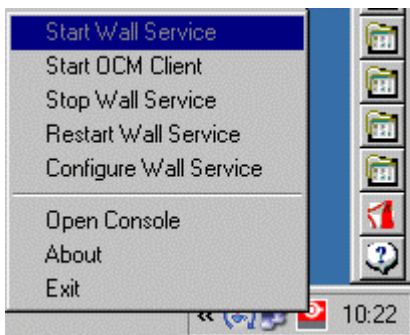 Start Wall Service
Start OCM Client
Stop Wall Service
Restart Wall Service
Configure Wall Service
Open Console
About
Exit
«
10:22